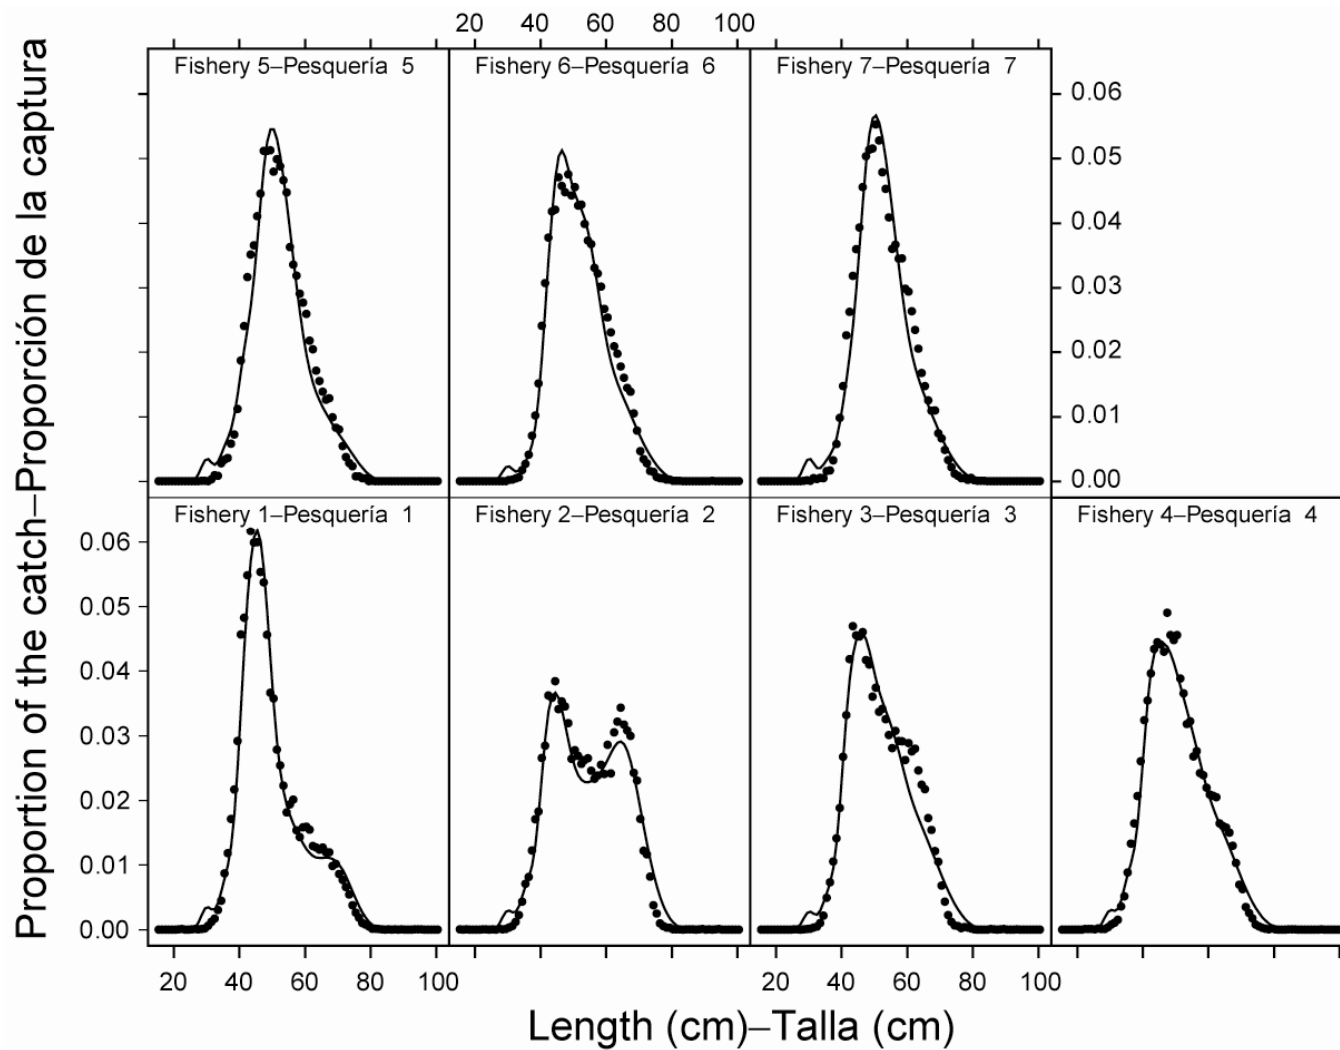 20 40 60 80 100
Fishery 5–Pesquería 5 Fishery 6–Pesquería 6 Fishery 7–Pesquería 7
0.06
0.05
0.04
0.03
0.02
0.01
0.00
Proportion of the catch–Proporción de la captura
Fishery 1–Pesquería 1 Fishery 2–Pesquería 2 Fishery 3–Pesquería 3 Fishery 4–Pesquería 4
0.06
0.05
0.04
0.03
0.02
0.01
0.00
20 40 60 80 100 20 40 60 80 100
Length (cm)–Talla (cm)